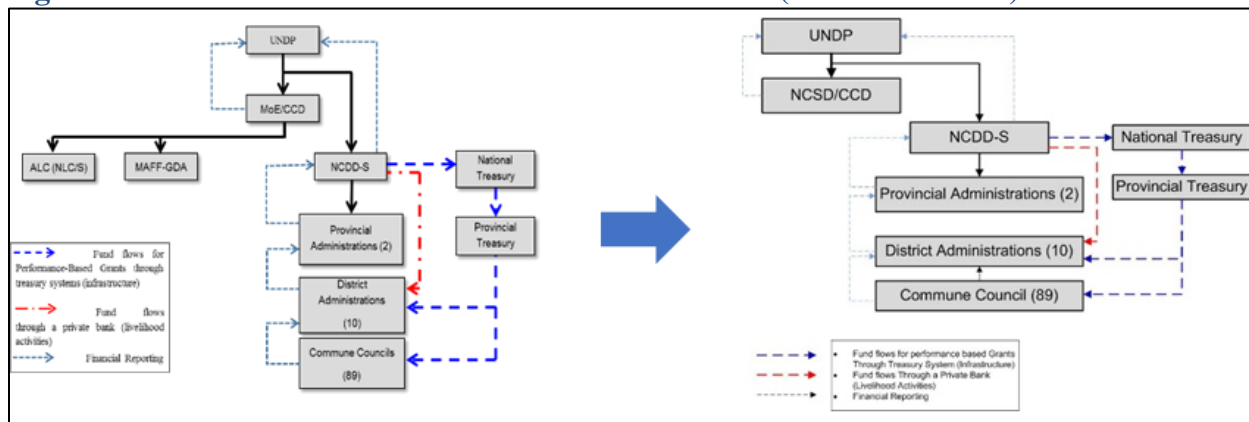 UNDP
MoE/CCD
ALC (NLC/S)
MAFF-GDA
NCDD-S
National
Treasury
Provincial
Administrations (2)
Provincial
Treasury
District
Administrations
(10)
Commune Councils
(89)
Fund flows for
Performance-Based Grants through
treasury systems (infrastructure)
Fund flows
through a private bank (livelihood
activities)
Financial Reporting
UNDP
NCSD/CCD
NCDD-S
National Treasury
Provincial Administrations (2)
Provincial Treasury
District Administrations (10)
Commune Council (89)
• Fund flows for performance based Grants
Through Treasury System (Infrastructure)
• Fund flows Through a Private Bank
(Livelihood Activities)
• Financial Reporting